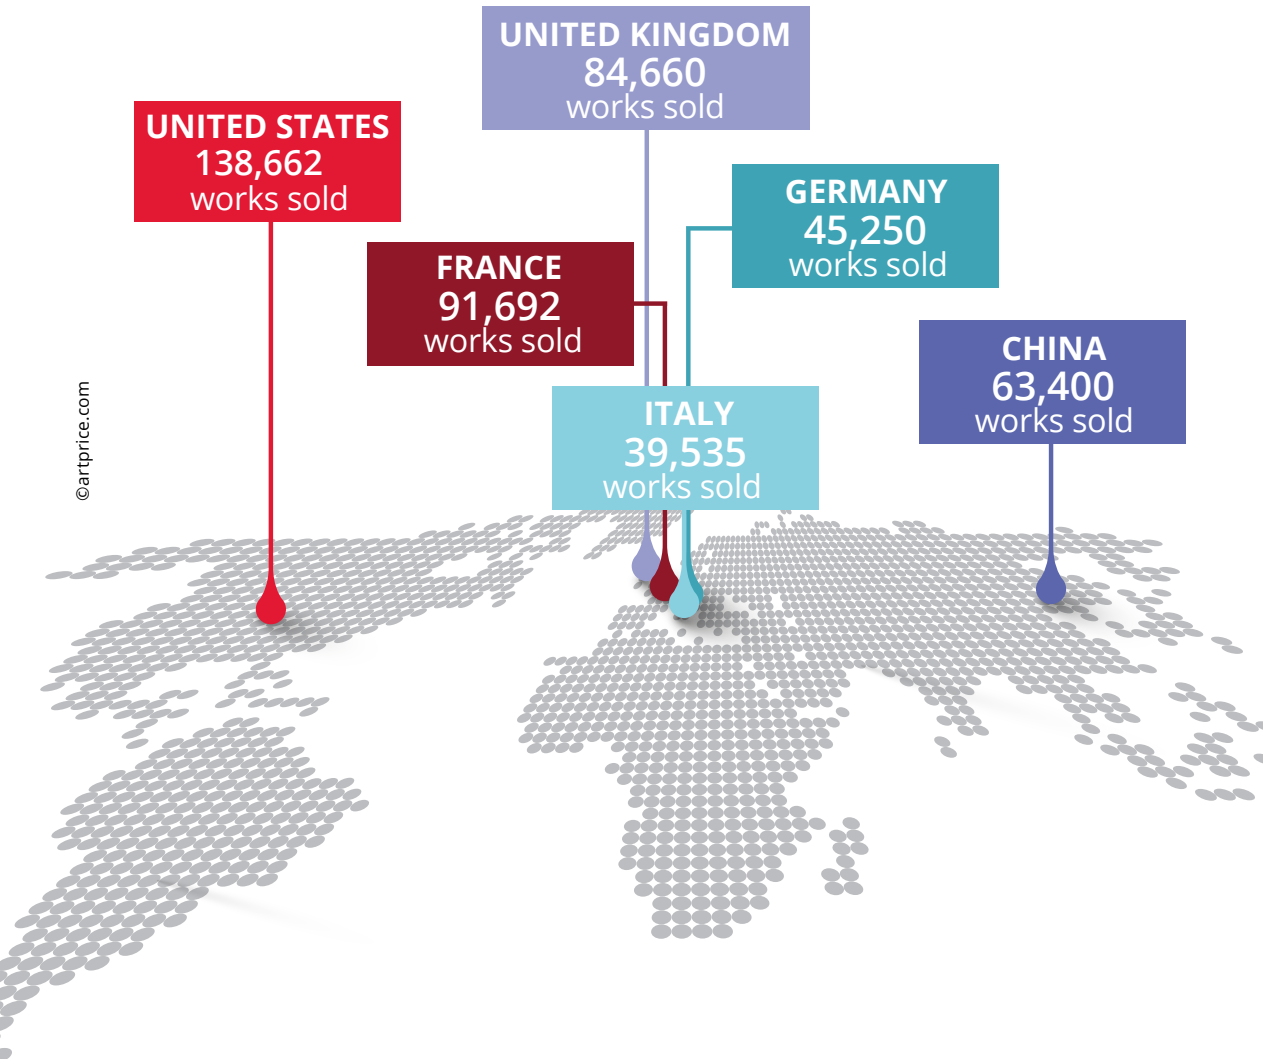 UNITED KINGDOM
84,660
works sold
UNITED STATES
138,662
works sold
GERMANY
45,250
works sold
FRANCE
91,692
works sold
CHINA
63,400
works sold
ITALY
39,535
works sold
©artprice.com